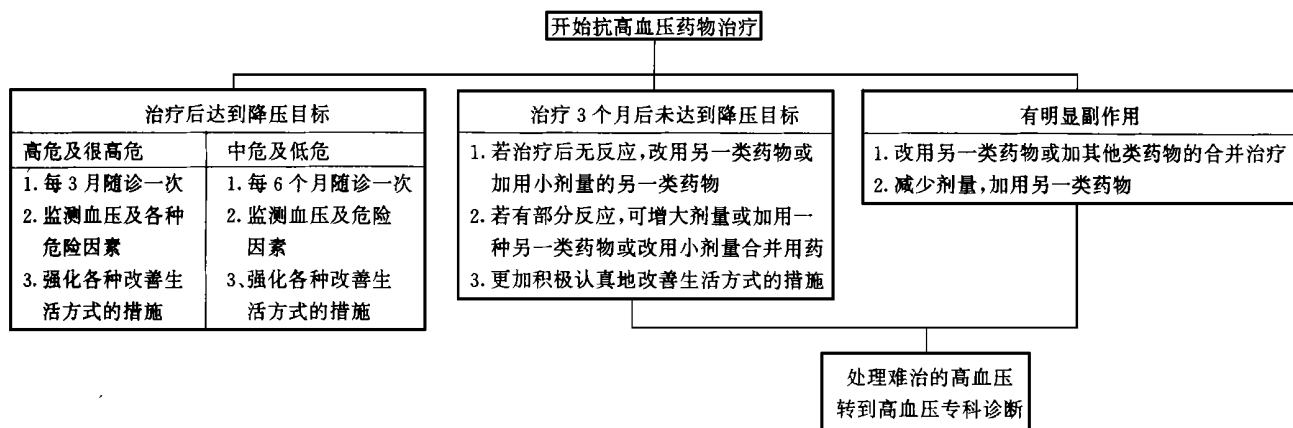 开始抗高血压药物治疗
治疗后达到降压目标
高危及很高危
1. 每3月随诊一次
2. 监测血压及各种
危险因素
3. 强化各种改善生
活方式的措施
中危及低危
1. 每6个月随诊一次
2. 监测血压及危险
因素
3、强化各种改善生
活方式的措施
治疗3个月后未达到降压目标
1. 若治疗后无反应,改用另一类药物或
加用小剂量的另一类药物
2. 若有部分反应,可增大剂量或加用一
种另一类药物或改用小剂量合并用药
3. 更加积极认真地改善生活方式的措施
有明显副作用
1. 改用另一类药物或加其他类药物的合并治疗
2. 减少剂量,加用另一类药物
处理难治的高血压
转到高血压专科诊断